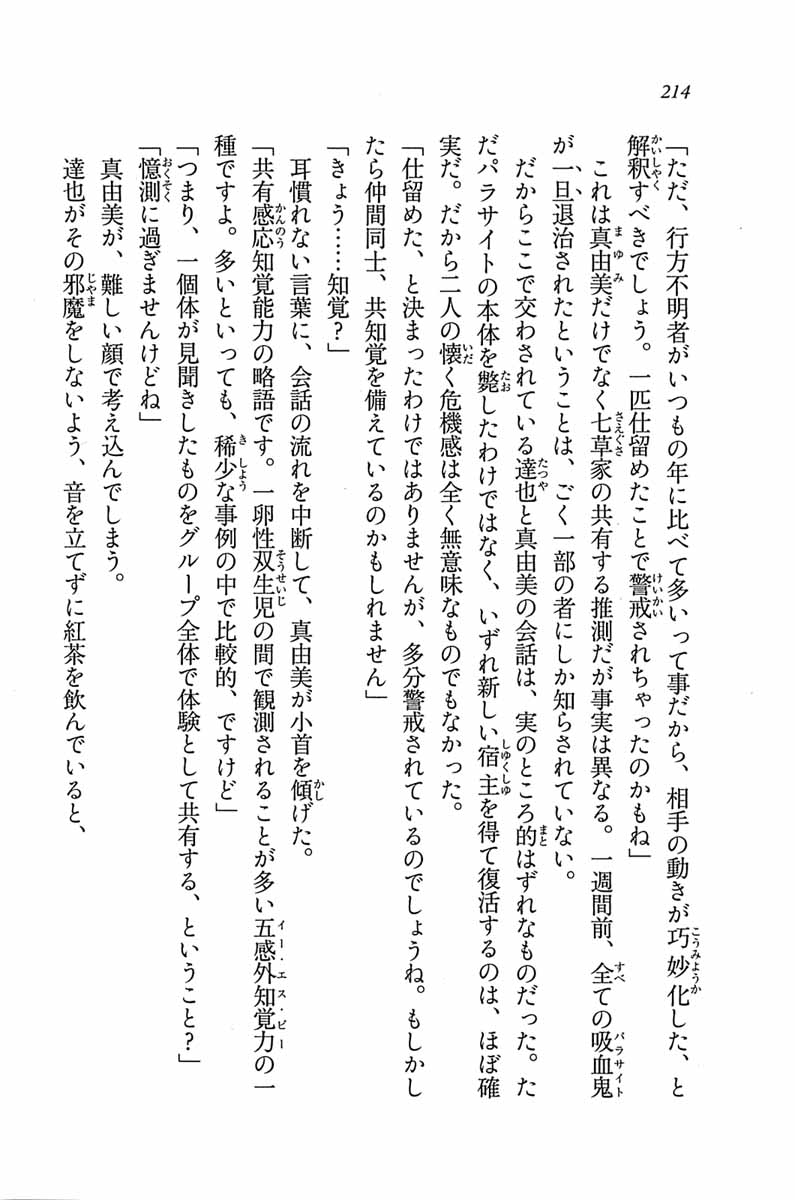 214
「ただ、行方不明者がいつもの年に比べて多いって事だから、相手の動きが巧妙化した、と
解釈すべきでしょう。一匹仕留めたことで警戒されちゃったのかもね」
これは真由美だけでなく七草家の共有する推測だが事実は異なる。一週間前、全ての吸血鬼
が一旦退治されたということは、ごく一部の者にしか知らされていない。
だからここで交わされている達也と真由美の会話は、実のところ的はずれなものだった。た
だパラサイトの本体を斃したわけではなく、いずれ新しい宿主を得て復活するのは、ほぼ確
実だ。だから二人の懐く危機感は全く無意味なものでもなかった。
「仕留めた、と決まったわけではありませんが、多分警戒されているのでしょうね。もしかし
たら仲間同士、共知覚を備えているのかもしれません」
「きょう……知覚？」
耳慣れない言葉に、会話の流れを中断して、真由美が小首を傾げた。
「共有感応知覚能力の略語です。一卵性双生児の間で観測されることが多い五感外知覚力の一
種ですよ。多いといっても、稀少な事例の中で比較的、ですけど」
「つまり、一個体が見聞きしたものをグループ全体で体験として共有する、ということ？」
「憶測に過ぎませんけどね」
真由美が、難しい顔で考え込んでしまう。
達也がその邪魔をしないよう、音を立てずに紅茶を飲んでいると、